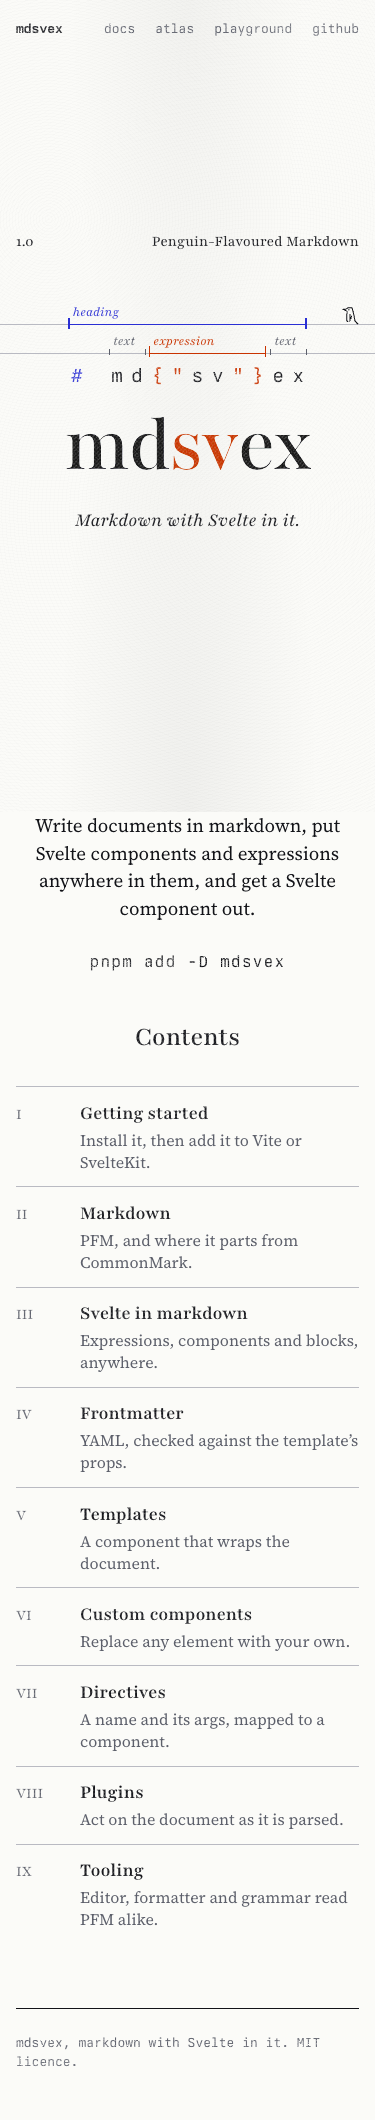 mdsvex docs atlas playground github
1.0 Penguin-Flavoured Markdown
heading
text expression text
# md{"sv"}ex
mdsvex
Markdown with Svelte in it.
Write documents in markdown, put
Svelte components and expressions
anywhere in them, and get a Svelte
component out.
pnpm add -D mdsvex
Contents
I Getting started
Install it, then add it to Vite or
SvelteKit.
II Markdown
PFM, and where it parts from
CommonMark.
III Svelte in markdown
Expressions, components and blocks,
anywhere.
IV Frontmatter
YAML, checked against the template’s
props.
V Templates
A component that wraps the
document.
VI Custom components
Replace any element with your own.
VII Directives
A name and its args, mapped to a
component.
VIII Plugins
Act on the document as it is parsed.
IX Tooling
Editor, formatter and grammar read
PFM alike.
mdsvex, markdown with Svelte in it. MIT
licence.